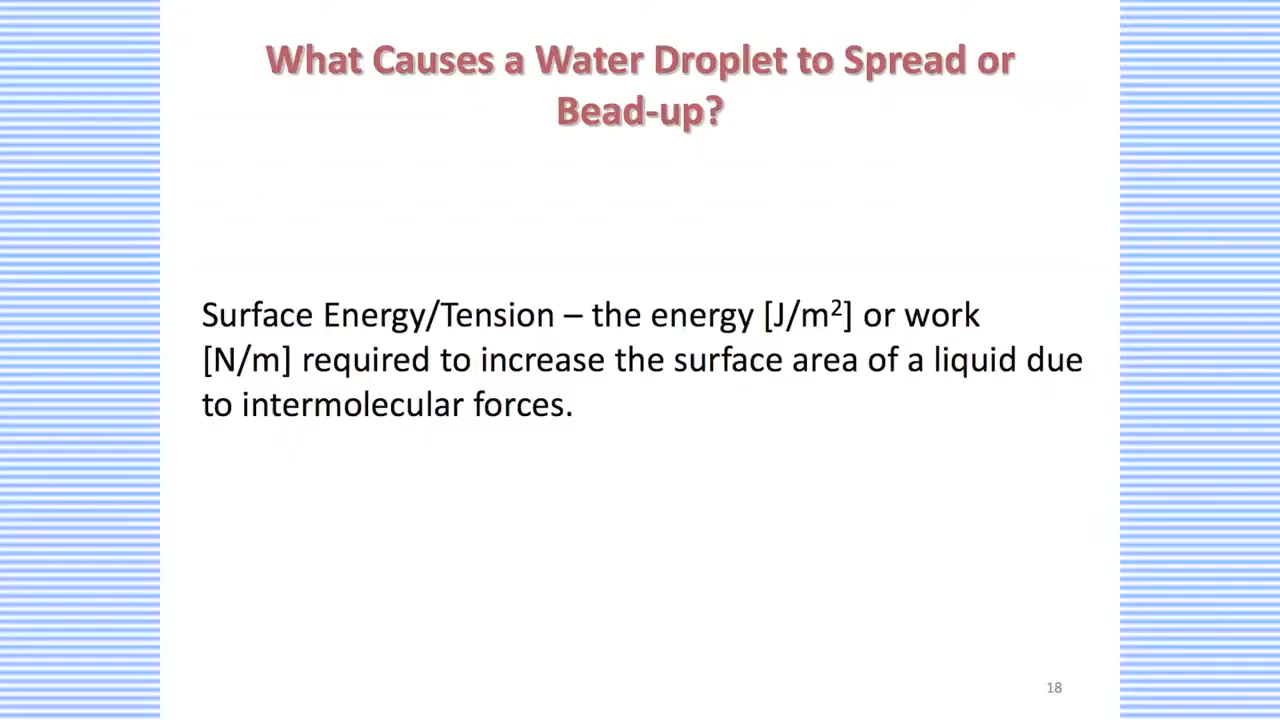 What Causes a Water Droplet to Spread or
Bead-up?
Surface Energy/Tension – the energy [J/m²] or work
[N/m] required to increase the surface area of a liquid due
to intermolecular forces.
18